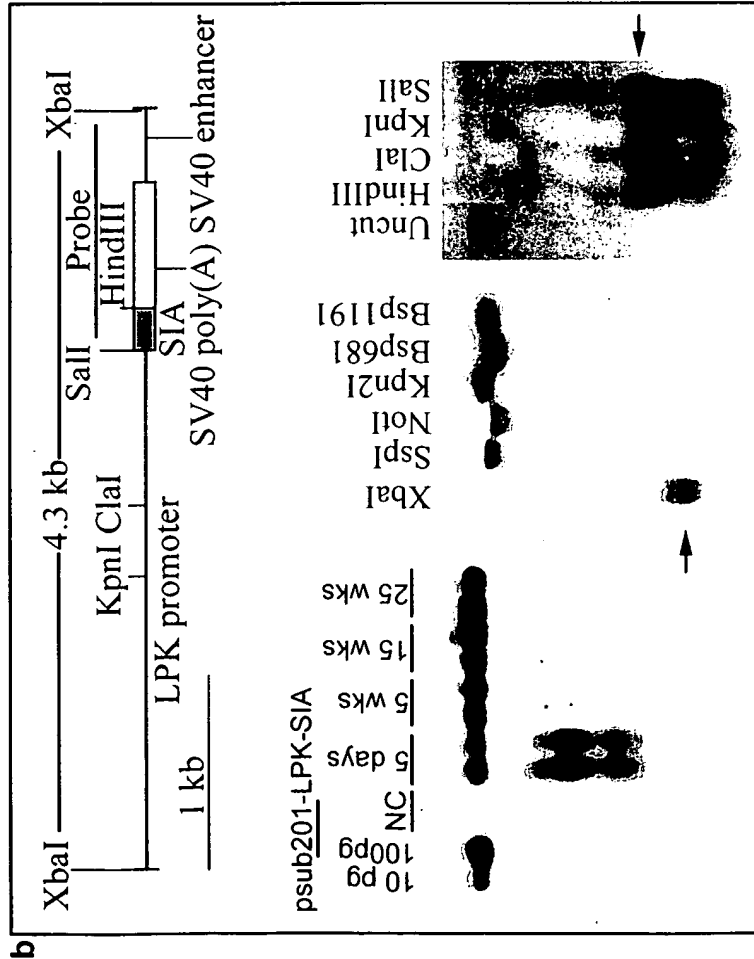 b
XbaI
4.3 kb
SalI
XbaI
KpnI ClaI
HindIII
Probe
LPK promoter
SIA
SV40 poly(A) SV40 enhancer
1 kb
psub201-LPK-SIA
10 pg
100pg
NC
5 days
5 wks
15 wks
25 wks
XbaI
SspI
NotI
Kpn2I
Bsp68I
Bsp119I
Uncut
HindIII
ClaI
KpnI
SalI